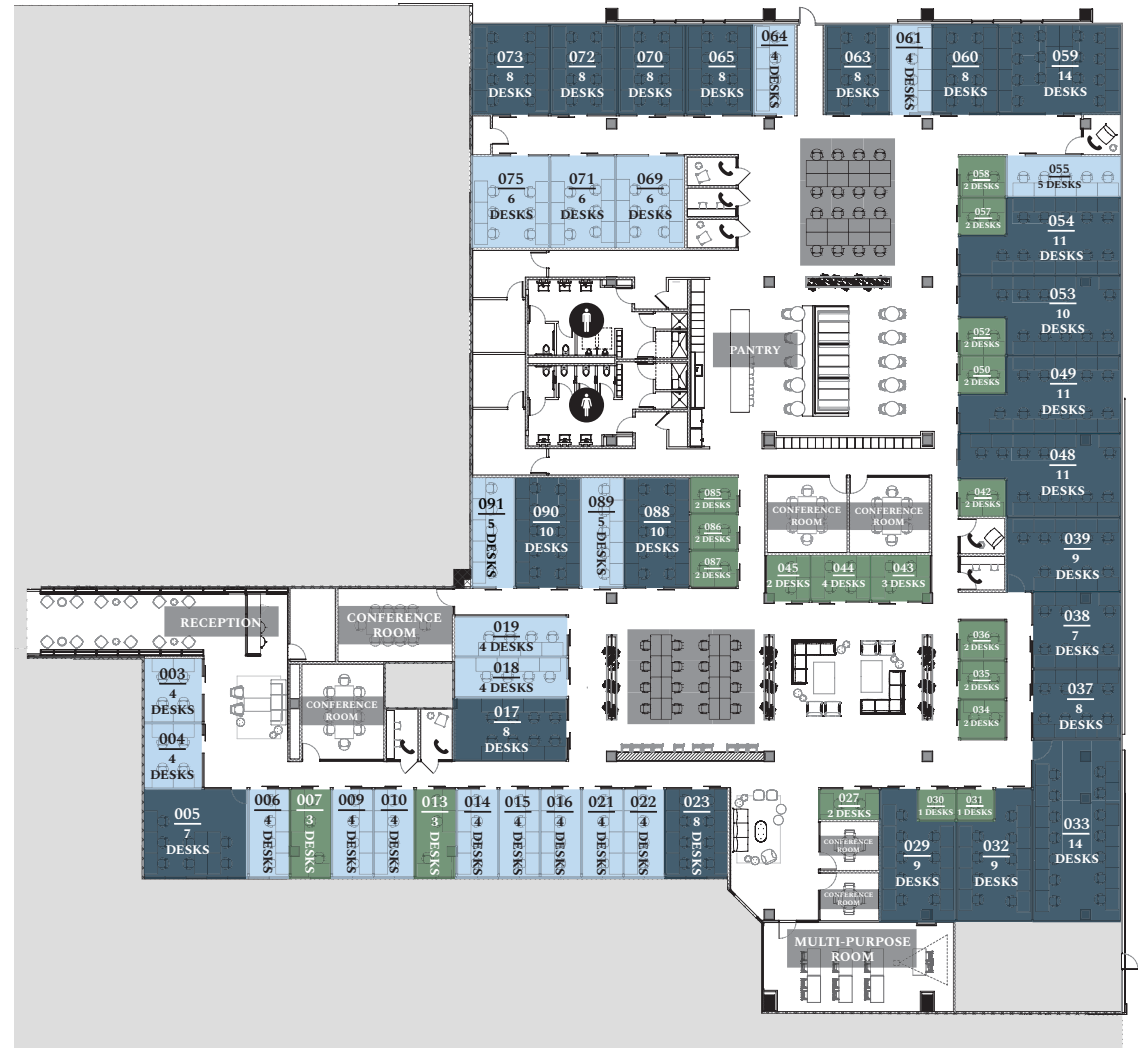 073
8
DESKS
072
8
DESKS
070
8
DESKS
065
8
DESKS
064
4 DESKS
063
8
DESKS
061
4 DESKS
060
8
DESKS
059
14
DESKS
075
6
DESKS
071
6
DESKS
069
6
DESKS
058
2 DESKS
055
5 DESKS
057
2 DESKS
054
11
DESKS
053
10
DESKS
052
2 DESKS
050
2 DESKS
049
11
DESKS
PANTRY
048
11
DESKS
042
2 DESKS
091
5 DESKS
090
10
DESKS
089
5 DESKS
088
10
DESKS
085
2 DESKS
086
2 DESKS
087
2 DESKS
CONFERENCE
ROOM
CONFERENCE
ROOM
045
2 DESKS
044
4 DESKS
043
3 DESKS
039
9
DESKS
RECEPTION
CONFERENCE
ROOM
019
4 DESKS
018
4 DESKS
017
8
DESKS
038
7
DESKS
036
2 DESKS
035
2 DESKS
034
2 DESKS
037
8
DESKS
003
4
DESKS
004
4
DESKS
CONFERENCE
ROOM
005
7
DESKS
006
4 DESKS
007
3 DESKS
009
4 DESKS
010
4 DESKS
013
3 DESKS
014
4 DESKS
015
4 DESKS
016
4 DESKS
021
4 DESKS
022
4 DESKS
023
8
DESKS
027
2 DESKS
030
1 DESKS
031
1 DESKS
029
9
DESKS
032
9
DESKS
033
14
DESKS
CONFERENCE
ROOM
CONFERENCE
ROOM
MULTI-PURPOSE
ROOM